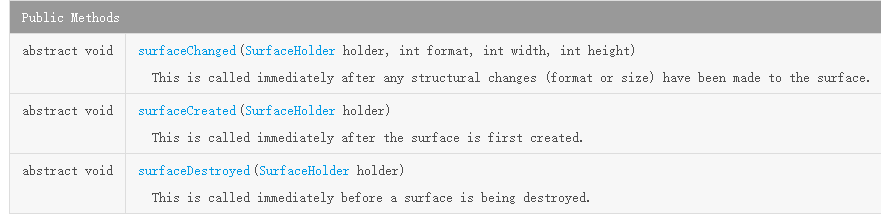 Public Methods
abstract void surfaceChanged(SurfaceHolder holder, int format, int width, int height)
This is called immediately after any structural changes (format or size) have been made to the surface.
abstract void surfaceCreated(SurfaceHolder holder)
This is called immediately after the surface is first created.
abstract void surfaceDestroyed(SurfaceHolder holder)
This is called immediately before a surface is being destroyed.